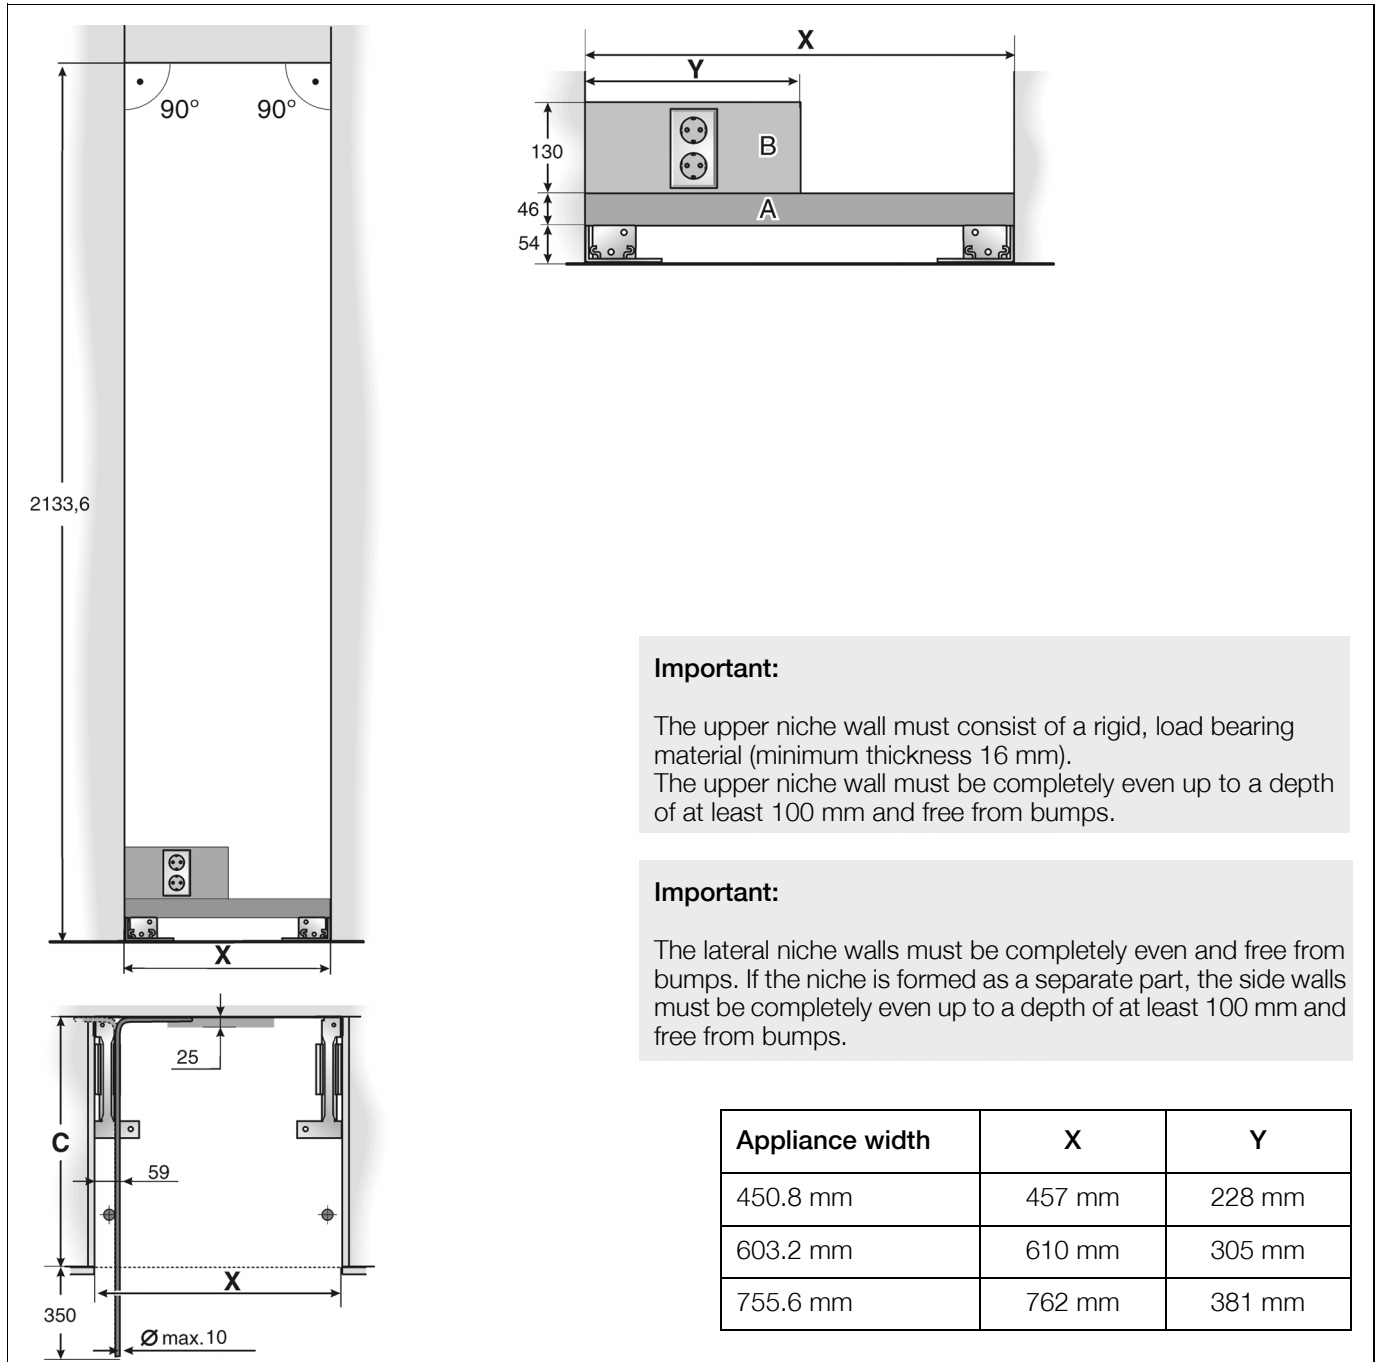 90° 90°
2133,6
X
X
Y
130
B
46
A
54
25
C
59
X
350
Ø max.10
Important:
The upper niche wall must consist of a rigid, load bearing
material (minimum thickness 16 mm).
The upper niche wall must be completely even up to a depth
of at least 100 mm and free from bumps.
Important:
The lateral niche walls must be completely even and free from
bumps. If the niche is formed as a separate part, the side walls
must be completely even up to a depth of at least 100 mm and
free from bumps.
Appliance width X Y
450.8 mm 457 mm 228 mm
603.2 mm 610 mm 305 mm
755.6 mm 762 mm 381 mm